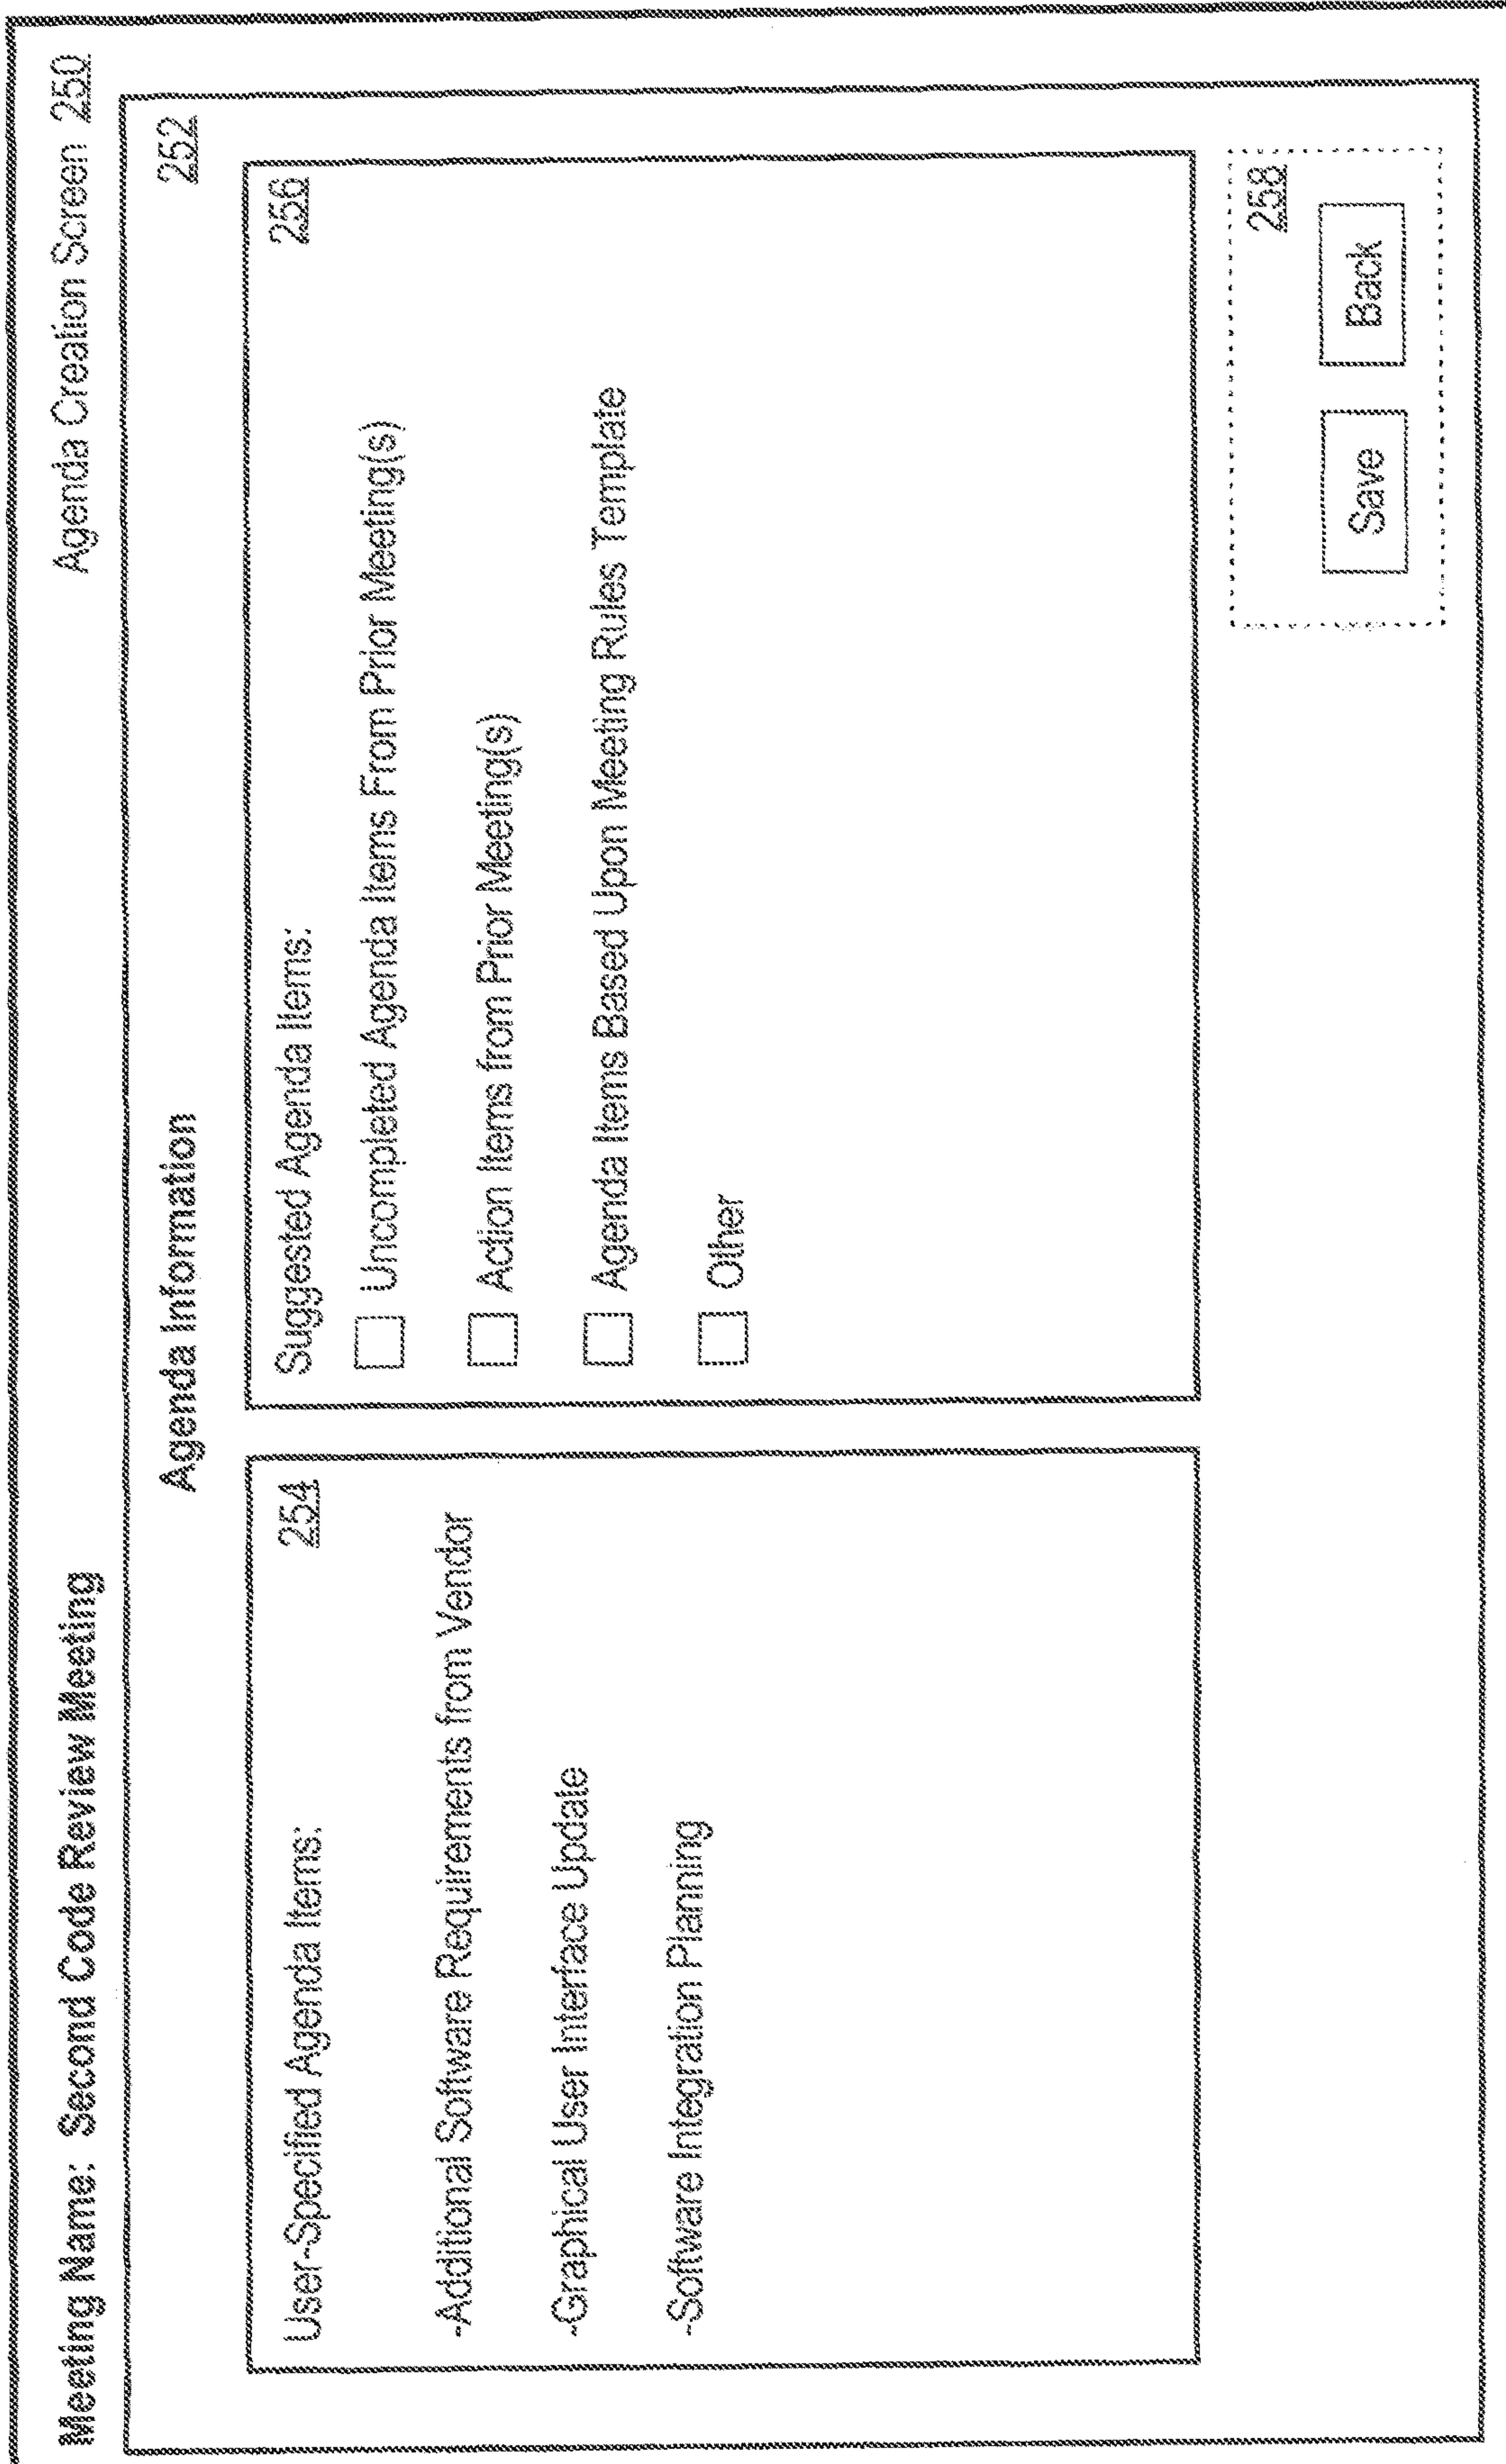 Meeting Name: Second Code Review Meeting
Agenda Creation Screen 250
Agenda Information
252
254
User-Specified Agenda Items:
-Additional Software Requirements from Vendor
-Graphical User Interface Update
-Software Integration Planning
256
Suggested Agenda Items:
Uncompleted Agenda Items From Prior Meeting(s)
Action Items from Prior Meeting(s)
Agenda Items Based Upon Meeting Rules Template
Other
258
Save
Back